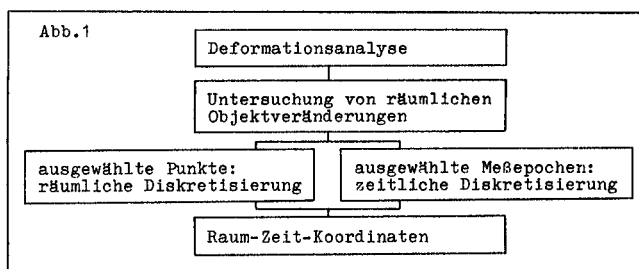 Abb.1
Deformationsanalyse
Untersuchung von räumlichen
Objektveränderungen
ausgewählte Punkte:
räumliche Diskretisierung
ausgewählte Meßepochen:
zeitliche Diskretisierung
Raum-Zeit-Koordinaten